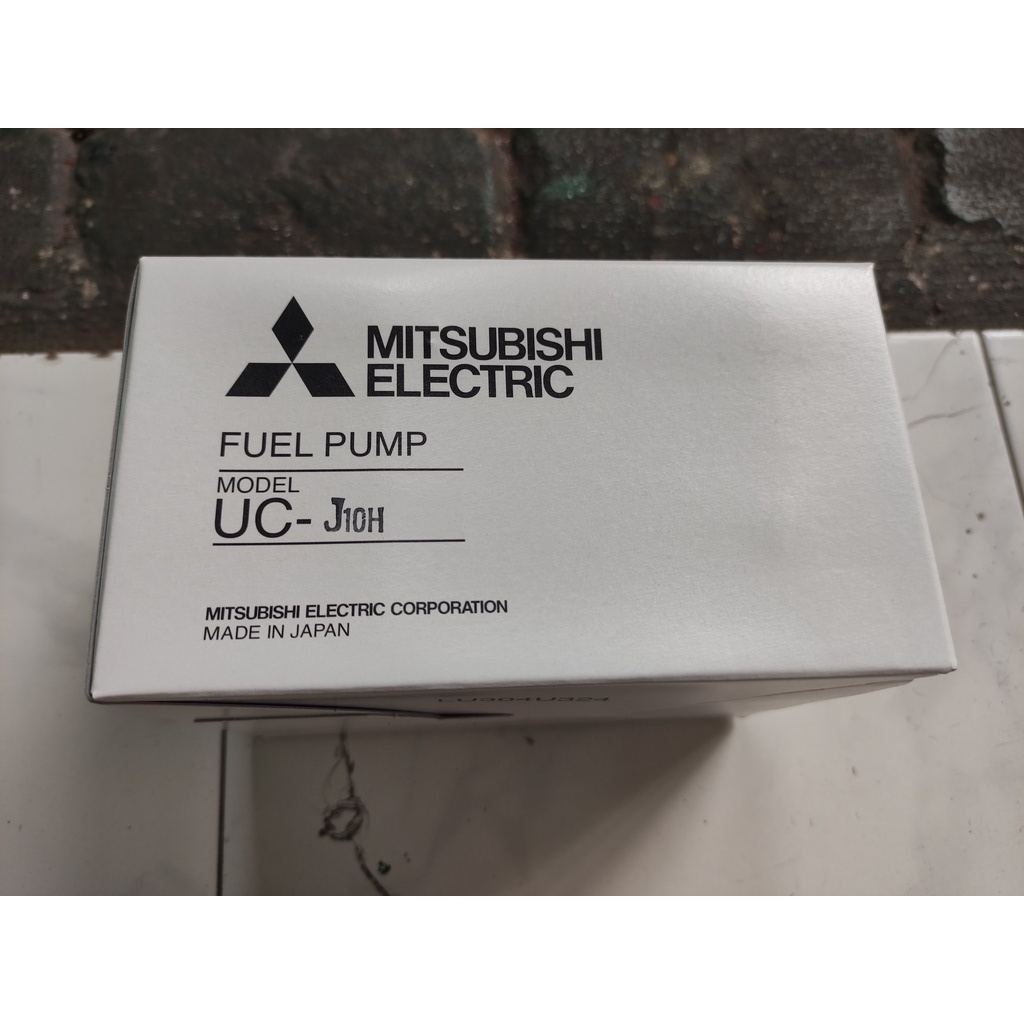 MITSUBISHI
ELECTRIC
FUEL PUMP
MODEL
UC- J10H
MITSUBISHI ELECTRIC CORPORATION
MADE IN JAPAN